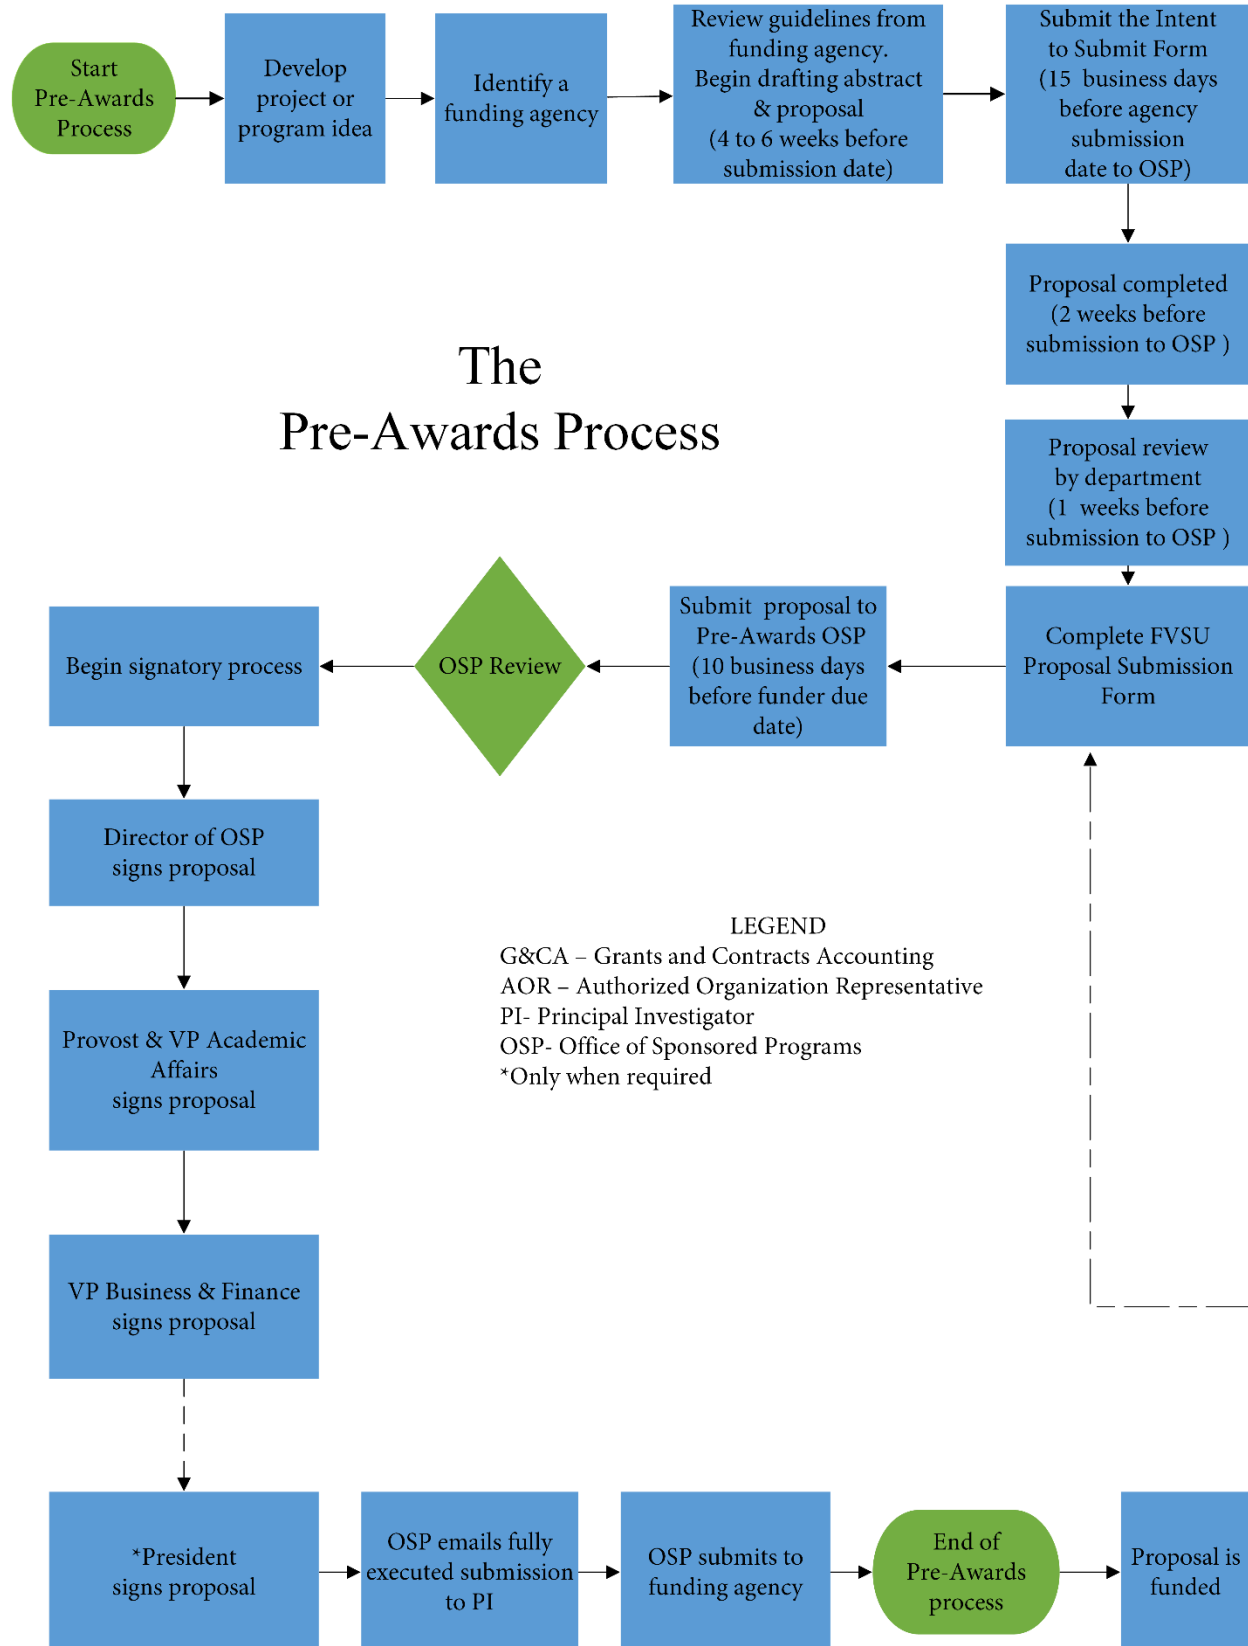 Start
Pre-Awards
Process
Develop
project or
program idea
Identify a
funding agency
Review guidelines from
funding agency.
Begin drafting abstract
& proposal
(4 to 6 weeks before
submission date)
Submit the Intent
to Submit Form
(15 business days
before agency
submission
date to OSP)
Proposal completed
(2 weeks before
submission to OSP )
The
Pre-Awards Process
Proposal review
by department
(1 weeks before
submission to OSP )
Complete FVSU
Proposal Submission
Form
Submit proposal to
Pre-Awards OSP
(10 business days
before funder due
date)
OSP Review
Begin signatory process
Director of OSP
signs proposal
Provost & VP Academic
Affairs
signs proposal
VP Business & Finance
signs proposal
LEGEND
G&CA – Grants and Contracts Accounting
AOR – Authorized Organization Representative
PI- Principal Investigator
OSP- Office of Sponsored Programs
*Only when required
*President
signs proposal
OSP emails fully
executed submission
to PI
OSP submits to
funding agency
End of
Pre-Awards
process
Proposal is
funded